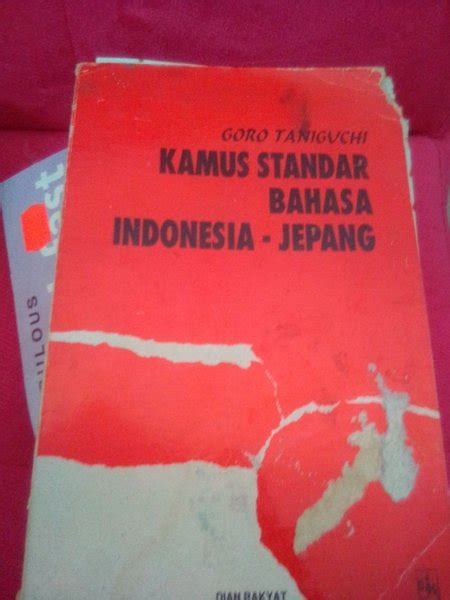 GORO TANIGUCHI
KAMUS STANDAR
BAHASA
INDONESIA - JEPANG
DIAN RAKYAT